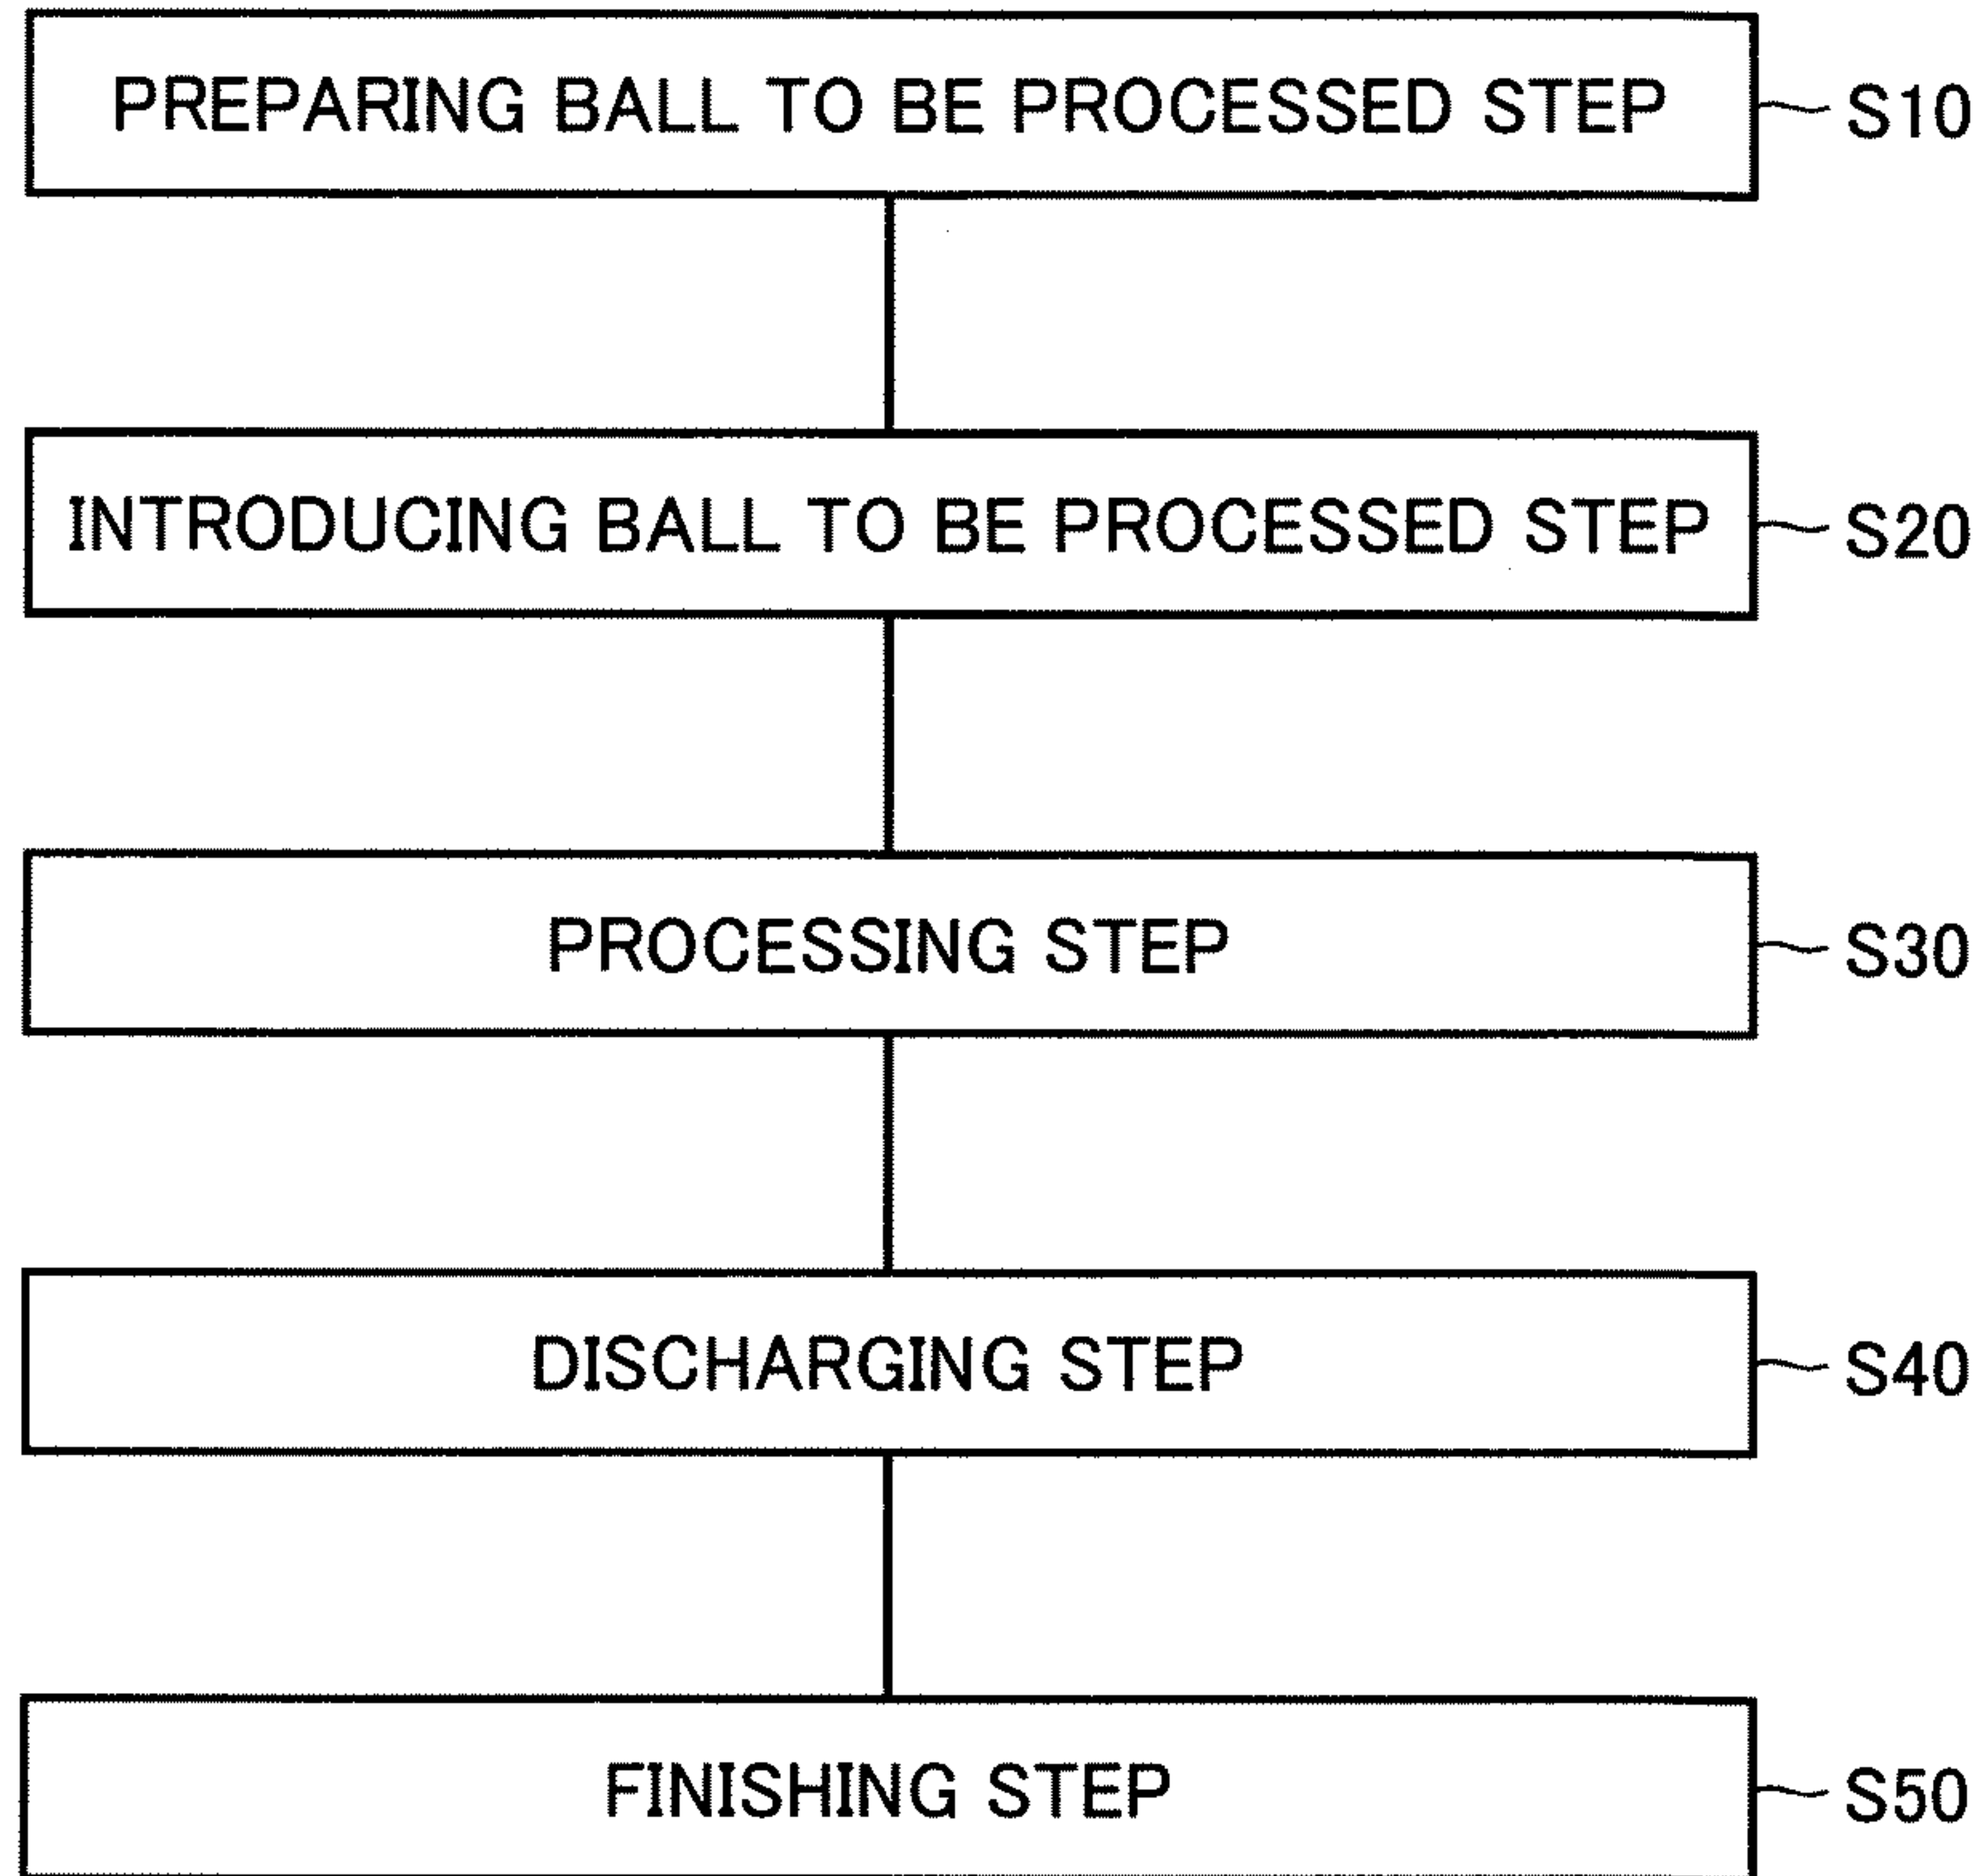 PREPARING BALL TO BE PROCESSED STEP S10
INTRODUCING BALL TO BE PROCESSED STEP S20
PROCESSING STEP S30
DISCHARGING STEP S40
FINISHING STEP S50